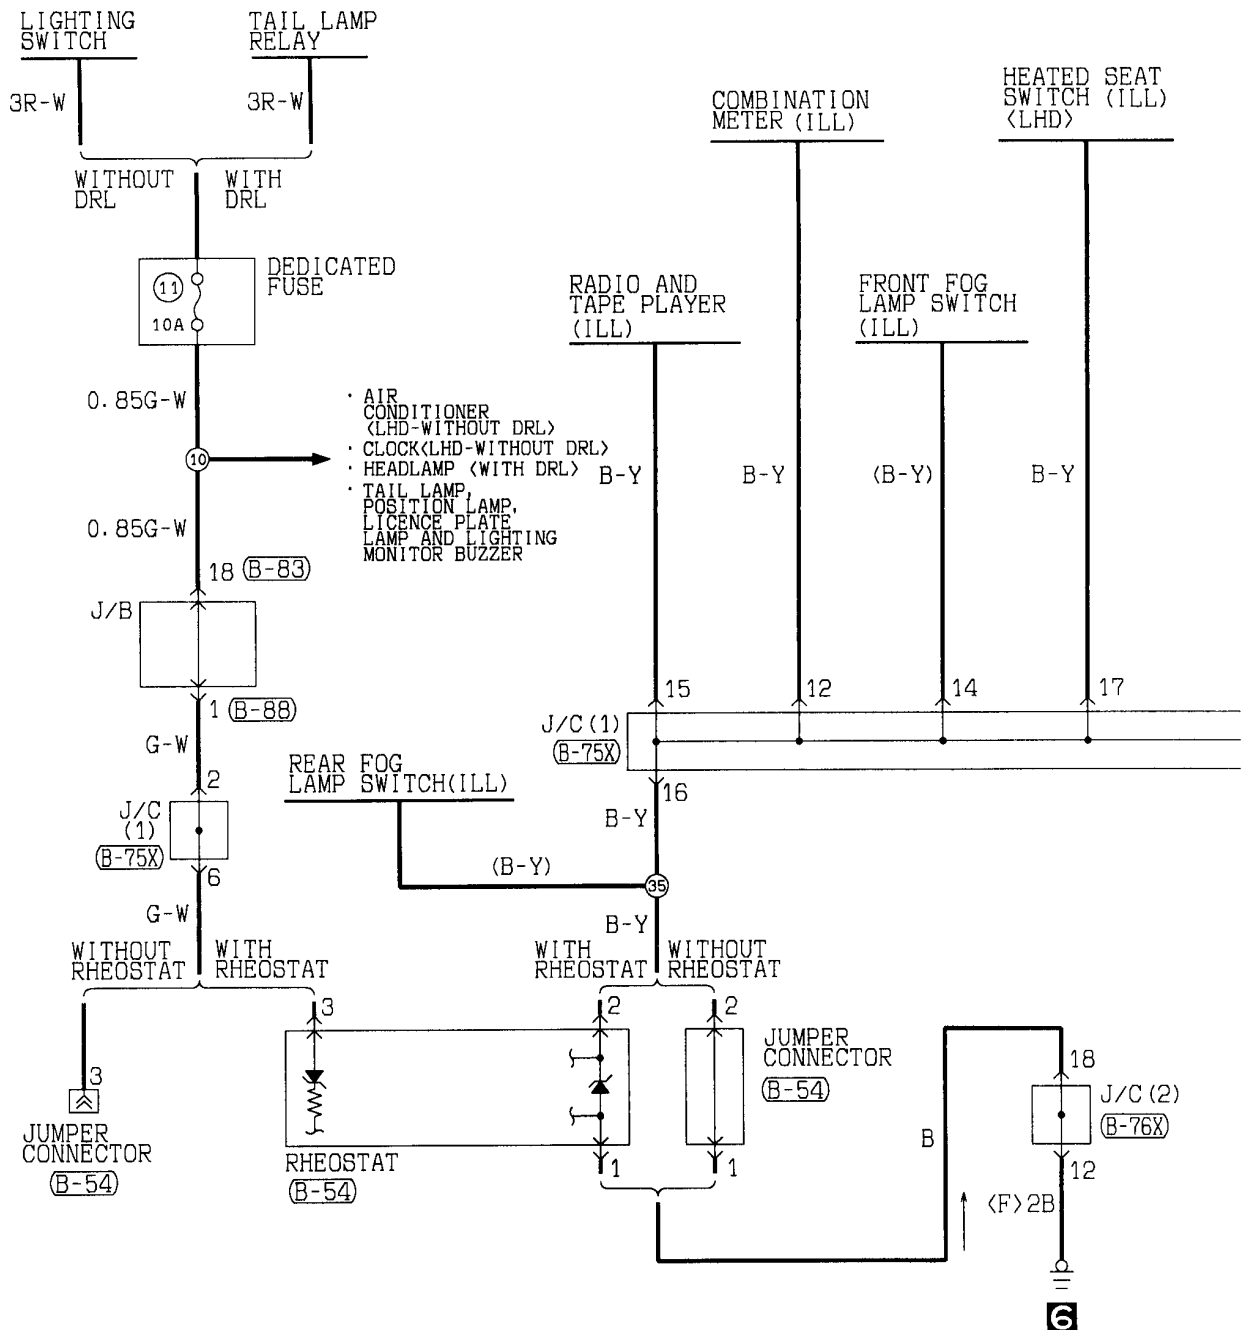 LIGHTING
SWITCH
TAIL LAMP
RELAY
3R-W
3R-W
WITHOUT
DRL
WITH
DRL
DEDICATED
FUSE
11
10A
0.85G-W
10
· AIR
CONDITIONER
<LHD-WITHOUT DRL>
· CLOCK<LHD-WITHOUT DRL>
· HEADLAMP <WITH DRL>
· TAIL LAMP,
POSITION LAMP,
LICENCE PLATE
LAMP AND LIGHTING
MONITOR BUZZER
0.85G-W
18
B-83
J/B
1
B-88
G-W
2
J/C
(1)
B-75X
6
G-W
WITHOUT
RHEOSTAT
WITH
RHEOSTAT
3
JUMPER
CONNECTOR
B-54
3
RHEOSTAT
B-54
COMBINATION
METER (ILL)
HEATED SEAT
SWITCH (ILL)
<LHD>
RADIO AND
TAPE PLAYER
(ILL)
FRONT FOG
LAMP SWITCH
(ILL)
B-Y
B-Y
(B-Y)
B-Y
15
12
14
17
J/C (1)
B-75X
16
REAR FOG
LAMP SWITCH(ILL)
B-Y
(B-Y)
35
B-Y
WITH
RHEOSTAT
WITHOUT
RHEOSTAT
2
2
JUMPER
CONNECTOR
B-54
1
1
B
18
J/C (2)
B-76X
12
<F>2B
6